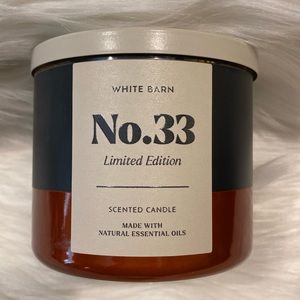 WHITE BARN
No.33
Limited Edition
SCENTED CANDLE
MADE WITH
NATURAL ESSENTIAL OILS